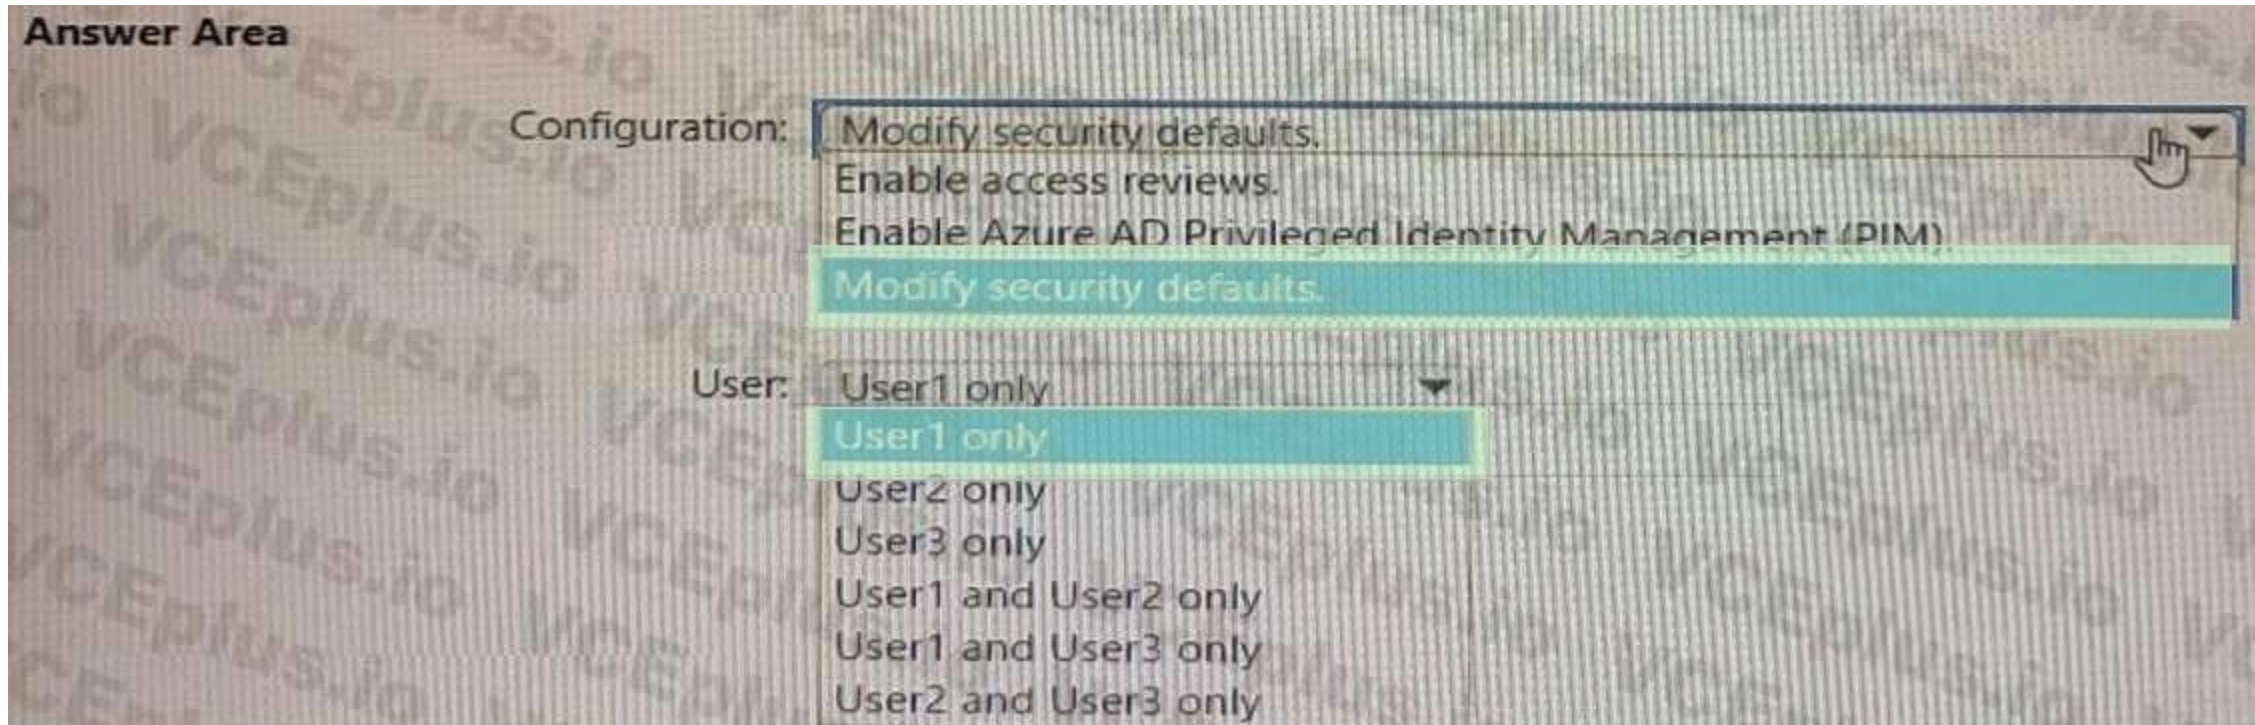 Answer Area
Configuration: Modify security defaults.
Enable access reviews.
Enable Azure AD Privileged Identity Management (PIM).
Modify security defaults.
User: User1 only
User1 only
User2 only
User3 only
User1 and User2 only
User1 and User3 only
User2 and User3 only
VCEplus.io